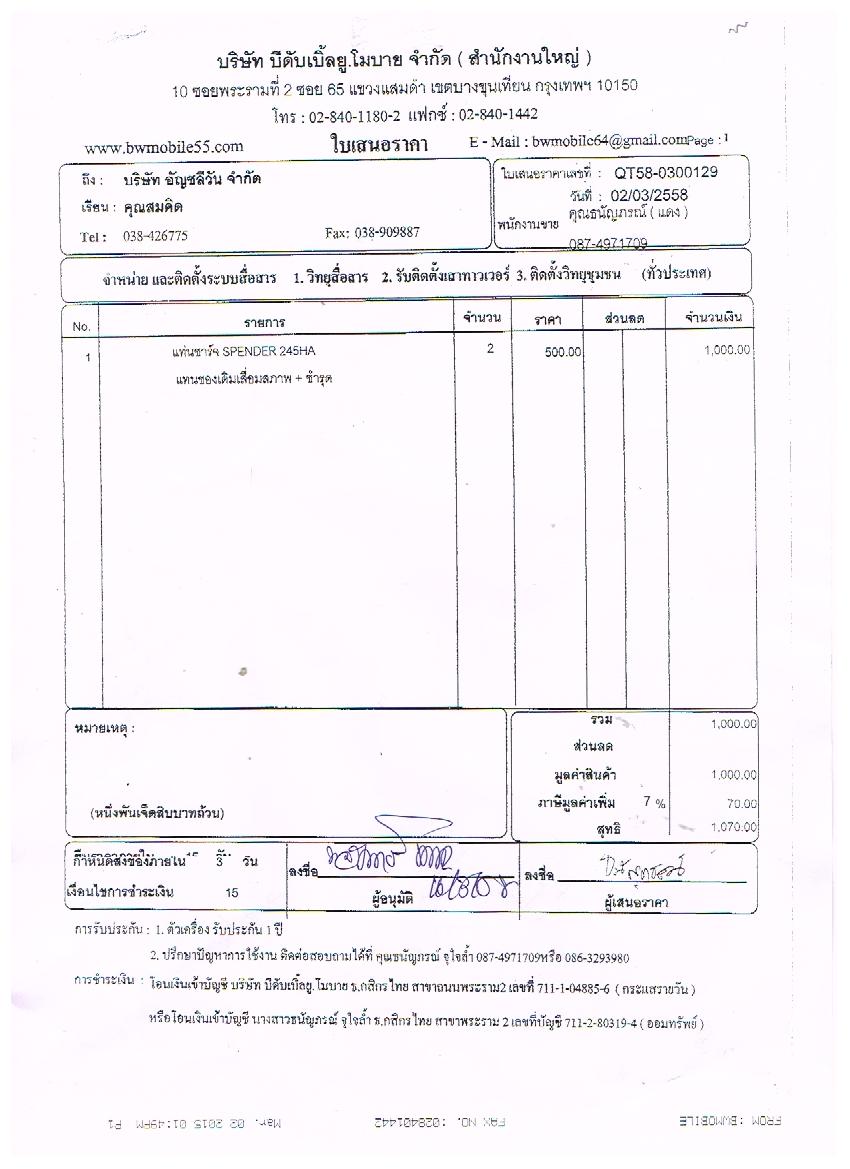 บริษัท บีดับเบิ้ลยู.โมบาย จำกัด ( สำนักงานใหญ่ )
10 ซอยพระรามที่ 2 ซอย 65 แขวงแสมดำ เขตบางขุนเทียน กรุงเทพฯ 10150
โทร : 02-840-1180-2 แฟกซ์ : 02-840-1442
www.bwmobile55.com ใบเสนอราคา E - Mail : bwmobile64@gmail.com Page : 1
ถึง : บริษัท อัญชลีวัน จำกัด
เรียน : คุณสมคิด
Tel : 038-426775 Fax: 038-909887
ใบเสนอราคาเลขที่ : QT58-0300129
วันที่ : 02/03/2558
พนักงานขาย คุณธนัญภรณ์ ( แดง )
087-4971709
จำหน่าย และติดตั้งระบบสื่อสาร 1. วิทยุสื่อสาร 2. รับติดตั้งเสาทาวเวอร์ 3. ติดตั้งวิทยุชุมชน (ทั่วประเทศ)
No. รายการ จำนวน ราคา ส่วนลด จำนวนเงิน
1 แท่นชาร์จ SPENDER 245HA 2 500.00 1,000.00
แทนของเดิมเสื่อมสภาพ + ชำรุด
หมายเหตุ :
(หนึ่งพันเจ็ดสิบบาทถ้วน)
รวม 1,000.00
ส่วนลด
มูลค่าสินค้า 1,000.00
ภาษีมูลค่าเพิ่ม 7 % 70.00
สุทธิ 1,070.00
กำหนดส่งของภายใน 3 วัน
เงื่อนไขการชำระเงิน 15
ลงชื่อ
ผู้อนุมัติ
ลงชื่อ
ผู้เสนอราคา
การรับประกัน : 1. ตัวเครื่อง รับประกัน 1 ปี
2. ปรึกษาปัญหาการใช้งาน ติดต่อสอบถามได้ที่ คุณธนัญภรณ์ จูใจล้ำ 087-4971709หรือ 086-3293980
การชำระเงิน : โอนเงินเข้าบัญชี บริษัท บีดับเบิ้ลยู.โมบาย ธ.กสิกรไทย สาขาถนนพระราม2 เลขที่ 711-1-04885-6 ( กระแสรายวัน )
หรือโอนเงินเข้าบัญชี นางสาวธนัญภรณ์ จูใจล้ำ ธ.กสิกรไทย สาขาพระราม 2 เลขที่บัญชี 711-2-80319-4 ( ออมทรัพย์ )
FROM : BWMOBILE FAX NO. : 028401442 Mar. 02 2015 01:49PM P1